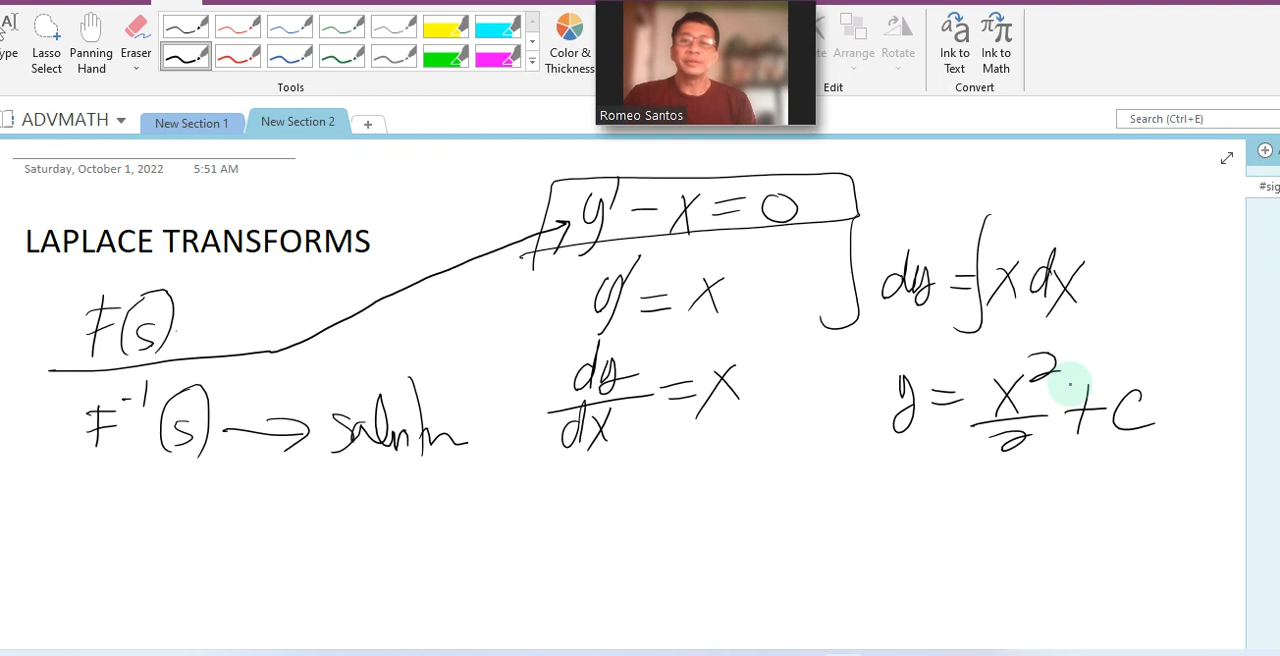 Type
Lasso Select
Panning Hand
Eraser
Color & Thickness
Arrange
Rotate
Ink to Text
Ink to Math
Tools
Edit
Convert
Romeo Santos
ADVMATH
New Section 1
New Section 2
+
Search (Ctrl+E)
Saturday, October 1, 2022 5:51 AM
#sig
LAPLACE TRANSFORMS
F(s)
F⁻¹(s) →
y' - x = 0
y' = x
dy/dx = x
dy = ∫x dx
y = x²/2 + C